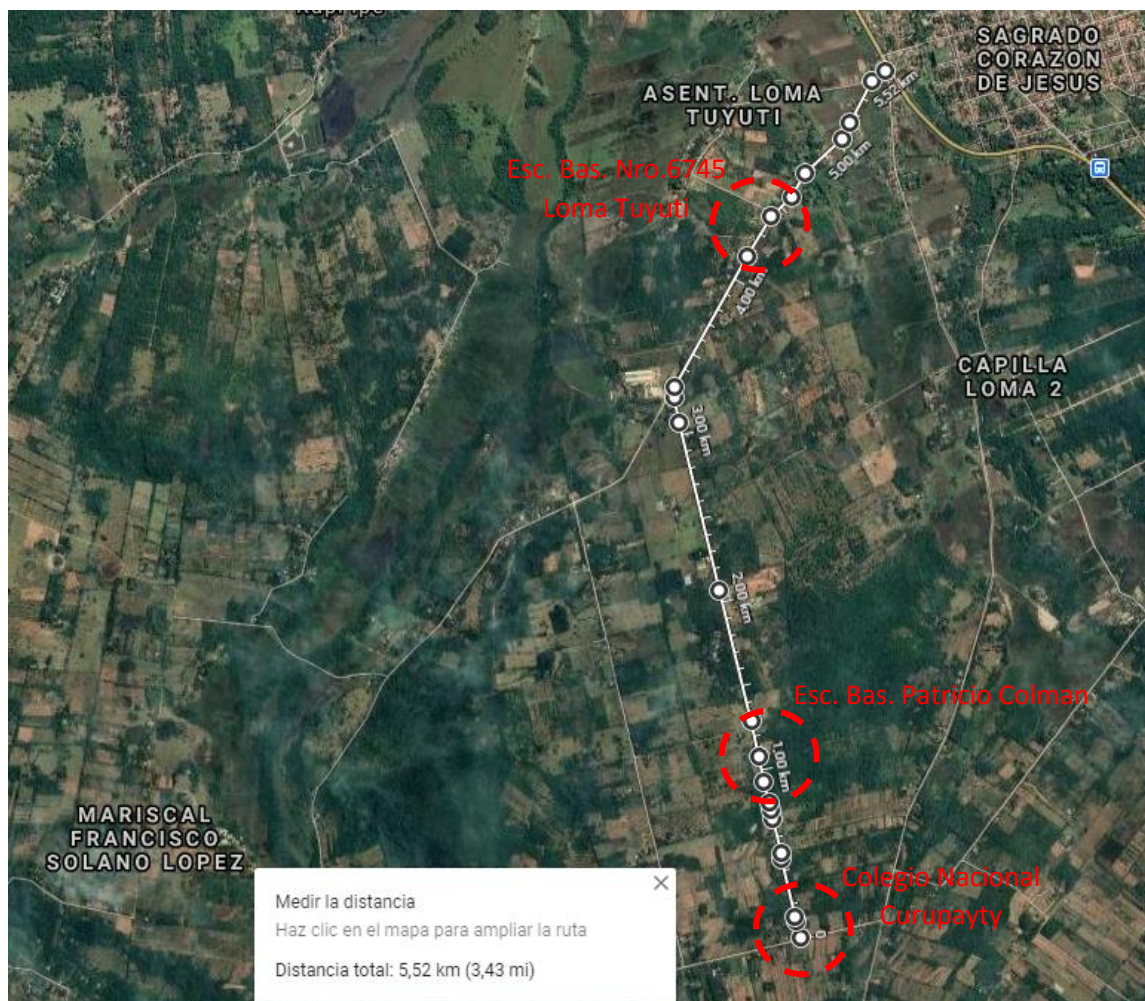 SAGRADO
CORAZON
DE JESUS
ASENT. LOMA
TUYUTI
5,52 km
5,00 km
Esc. Bas. Nro.6745
Loma Tuyuti
4,00 km
CAPILLA
LOMA 2
3,00 km
2,00 km
Esc. Bas. Patricio Colman
1,00 km
MARISCAL
FRANCISCO
SOLANO LOPEZ
Colegio Nacional
Curupayty
0
Medir la distancia
Haz clic en el mapa para ampliar la ruta
Distancia total: 5,52 km (3,43 mi)